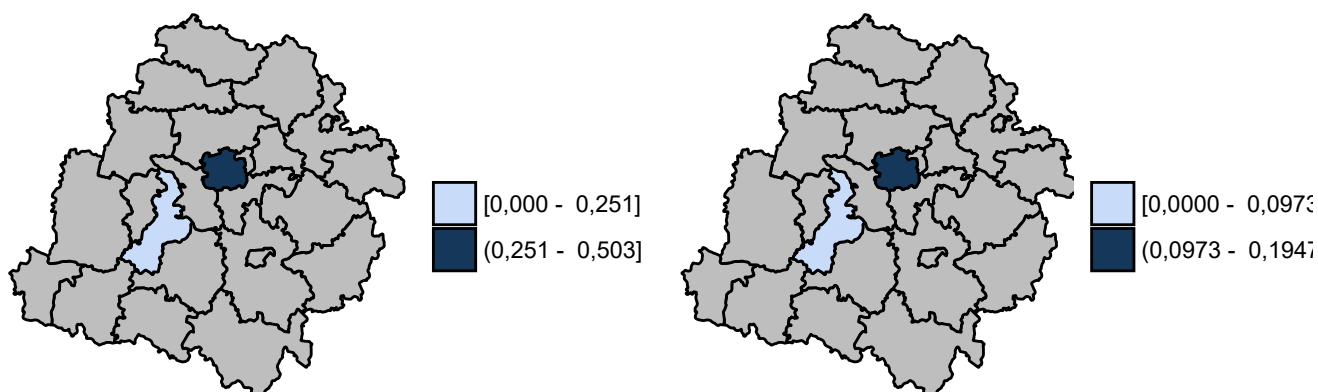 [0,000 - 0,251]
(0,251 - 0,503]
[0,0000 - 0,0973
(0,0973 - 0,1947